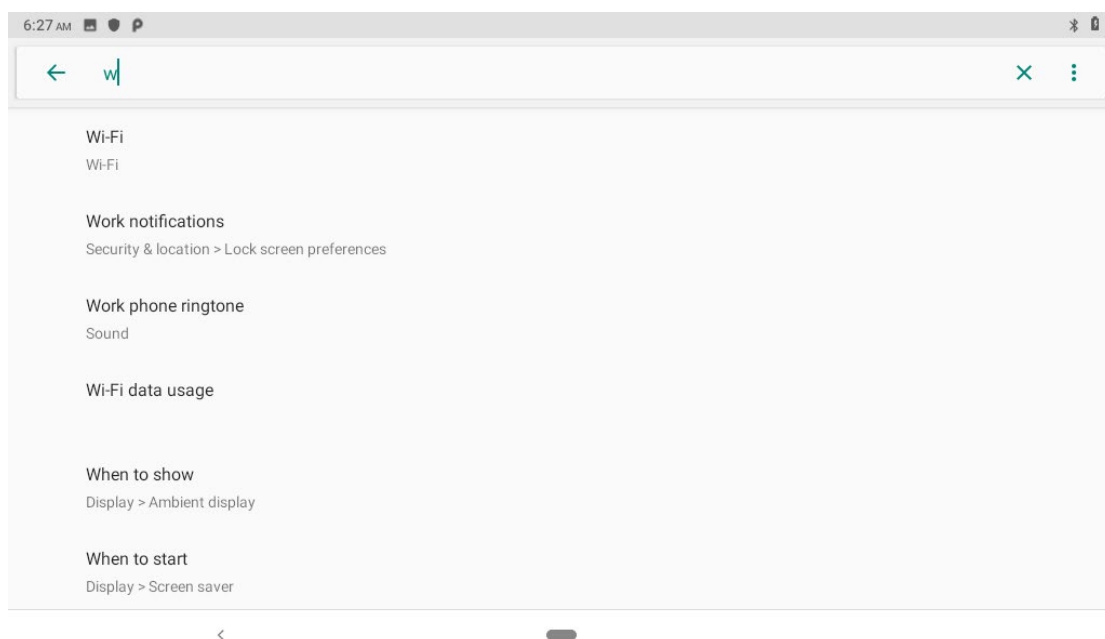 6:27 AM
w
Wi-Fi
Wi-Fi
Work notifications
Security & location > Lock screen preferences
Work phone ringtone
Sound
Wi-Fi data usage
When to show
Display > Ambient display
When to start
Display > Screen saver